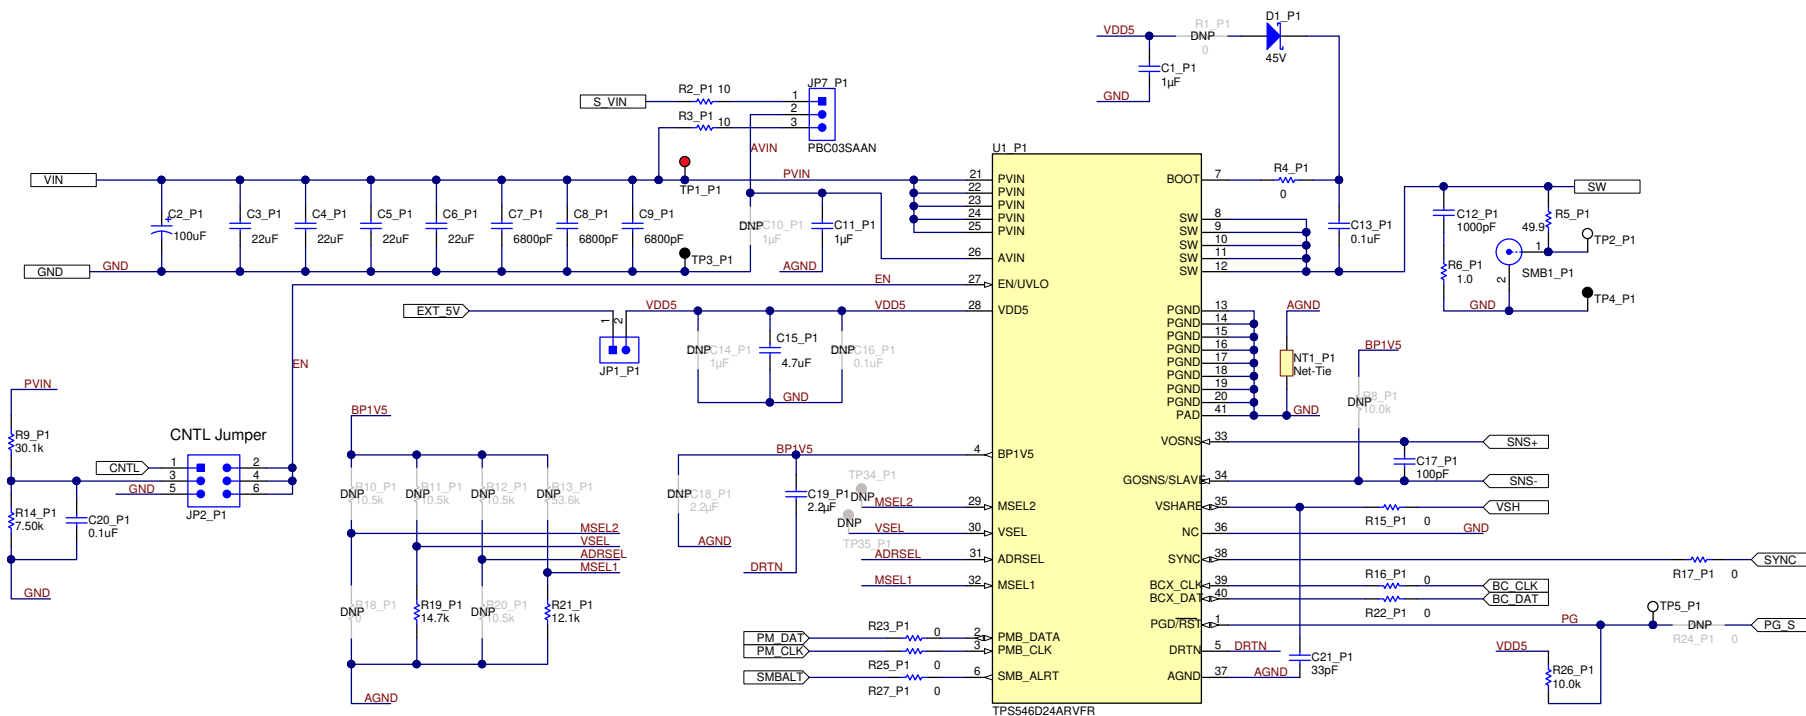 D1_P1
R1_P1
VDD5
DNP
0
45V
C1_P1
1µF
GND
JP7_P1
R2_P1 10
S_VIN
1
2
3
R3_P1
10
PBC03SAAN
AVIN
U1_P1
VIN
TP1_P1
PVIN
21 PVIN
22 PVIN
23 PVIN
24 PVIN
25 PVIN
26 AVIN
27 EN/UVLO
28 VDD5
4 BP1V5
29 MSEL2
30 VSEL
31 ADRSEL
32 MSEL1
2 PMB_DATA
3 PMB_CLK
6 SMB_ALRT
TPS546D24ARVFR
BOOT 7
SW 8
SW 9
SW 10
SW 11
SW 12
PGND 13
PGND 14
PGND 15
PGND 16
PGND 17
PGND 18
PGND 19
PGND 20
PAD 41
VOSNS 33
GOSNS/SLAVE 34
VSHARE 35
NC 36
SYNC 38
BCX_CLK 39
BCX_DAT 40
PGD/RST 1
DRTN 5
AGND 37
C2_P1
100uF
C3_P1
22uF
C4_P1
22uF
C5_P1
22uF
C6_P1
22uF
C7_P1
6800pF
C8_P1
6800pF
C9_P1
6800pF
DNP
C10_P1
1µF
C11_P1
1µF
GND
GND
TP3_P1
AGND
R4_P1
0
C13_P1
0.1uF
C12_P1
1000pF
SW
R5_P1
49.9
TP2_P1
1
2
SMB1_P1
R6_P1
1.0
GND
TP4_P1
EN
EXT_5V
1
2
JP1_P1
VDD5
VDD5
DNP
C14_P1
1µF
C15_P1
4.7uF
DNP
C16_P1
0.1uF
GND
AGND
NT1_P1
Net-Tie
GND
BP1V5
DNP
R8_P1
10.0k
EN
PVIN
R9_P1
30.1k
CNTL Jumper
CNTL
GND
1
3
5
2
4
6
JP2_P1
R14_P1
7.50k
C20_P1
0.1uF
GND
BP1V5
DNP
R10_P1
10.5k
DNP
R11_P1
10.5k
DNP
R12_P1
10.5k
DNP
R13_P1
53.6k
MSEL2
VSEL
ADRSEL
MSEL1
DNP
R18_P1
0
R19_P1
14.7k
DNP
R20_P1
10.5k
R21_P1
12.1k
AGND
BP1V5
DNP
C18_P1
2.2µF
C19_P1
2.2µF
AGND
DRTN
TP34_P1
DNP
MSEL2
DNP
VSEL
TP35_P1
ADRSEL
MSEL1
PM_DAT
R23_P1
0
PM_CLK
R25_P1
0
SMBALT
R27_P1
0
SNS+
C17_P1
100pF
SNS-
R15_P1
0
VSH
GND
R17_P1
0
SYNC
R16_P1
0
BC_CLK
R22_P1
0
BC_DAT
PG
TP5_P1
DNP
R24_P1
0
PG_S
DRTN
AGND
C21_P1
33pF
VDD5
R26_P1
10.0k